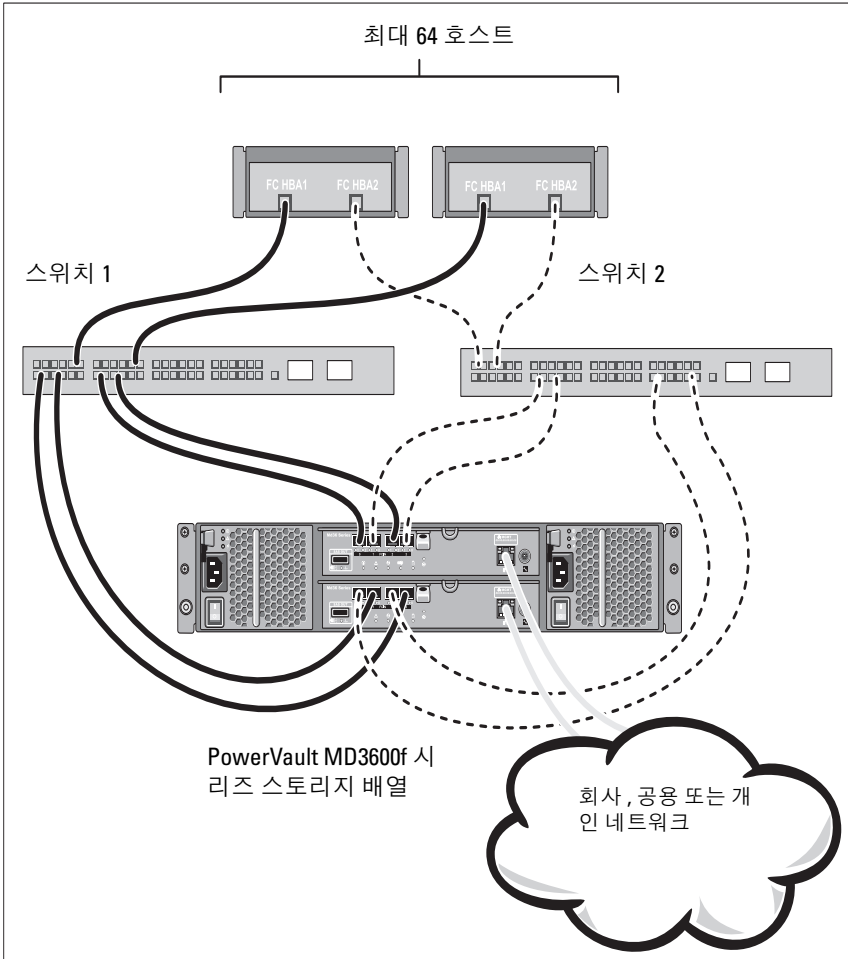 최대 64 호스트
FC HBA1 FC HBA2
FC HBA1 FC HBA2
스위치 1
스위치 2
PowerVault MD3600f 시
리즈 스토리지 배열
회사 , 공용 또는 개
인 네트워크